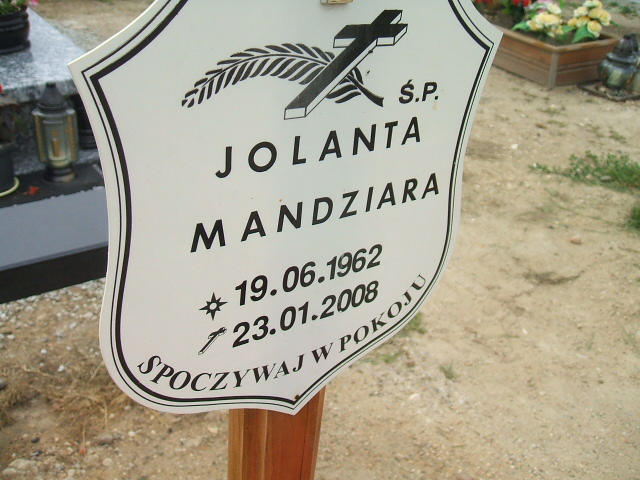 Ś.P.
JOLANTA
MANDZIARA
19.06.1962
23.01.2008
SPOCZYWAJ W POKOJU